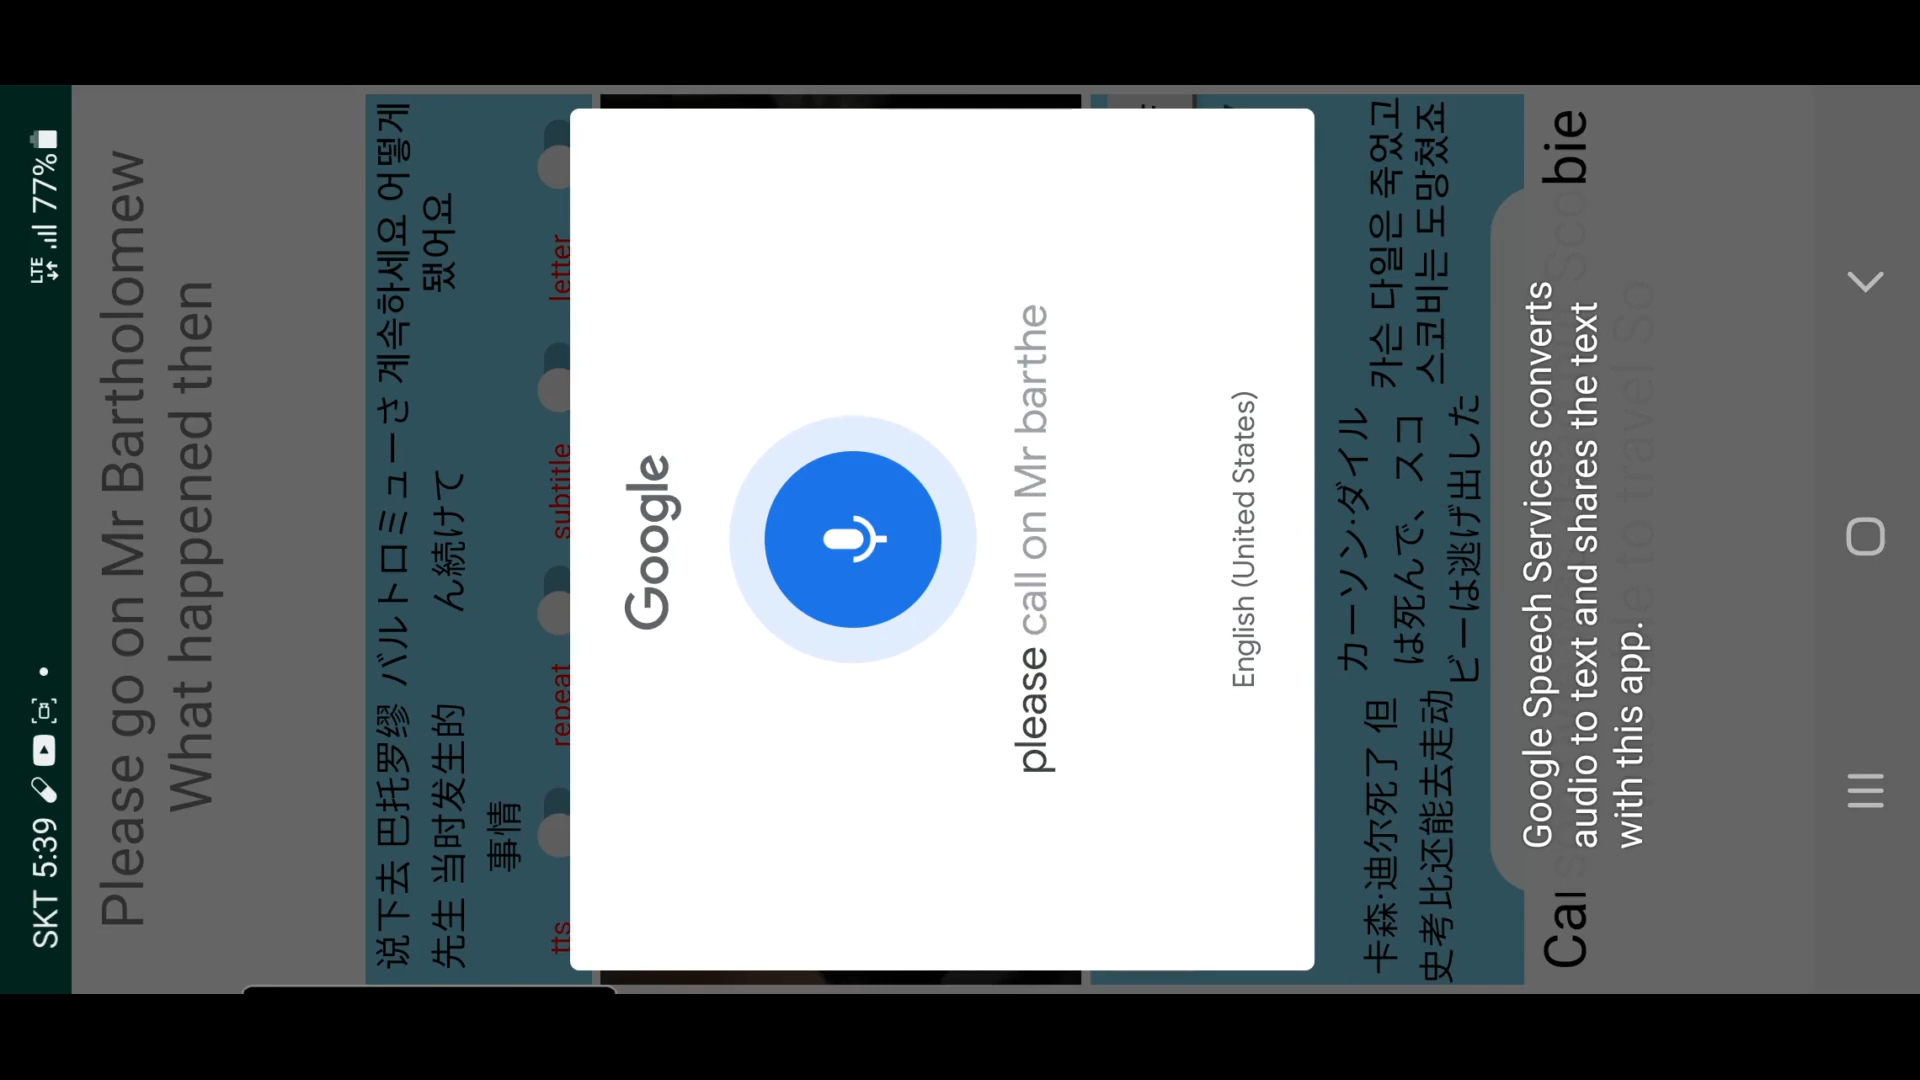 SKT 5:39
LTE
77%
Please go on Mr Bartholomew
What happened then
说下去 巴托罗缪
先生 当时发生的
事情
バルトロミューさ
ん続けて
계속하세요 어떻게
됐어요
tts
repeat
subtitle
letter
Google
please call on Mr barthe
English (United States)
卡森·迪尔死了 但
史考比还能去走动
カーソン·ダイル
は死んで、スコ
ビーは逃げ出した
카슨 다일은 죽었고
스코비는 도망쳤죠
bie
Google Speech Services converts
audio to text and shares the text
with this app.